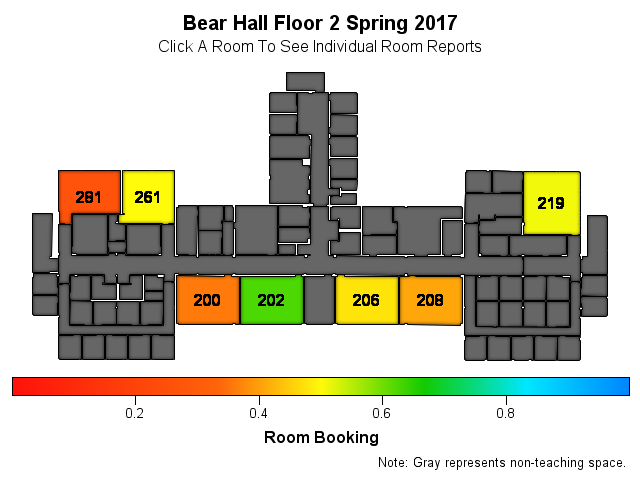 Bear Hall Floor 2 Spring 2017
Click A Room To See Individual Room Reports
281 261 219
200 202 206 208
0.2 0.4 0.6 0.8
Room Booking
Note: Gray represents non-teaching space.